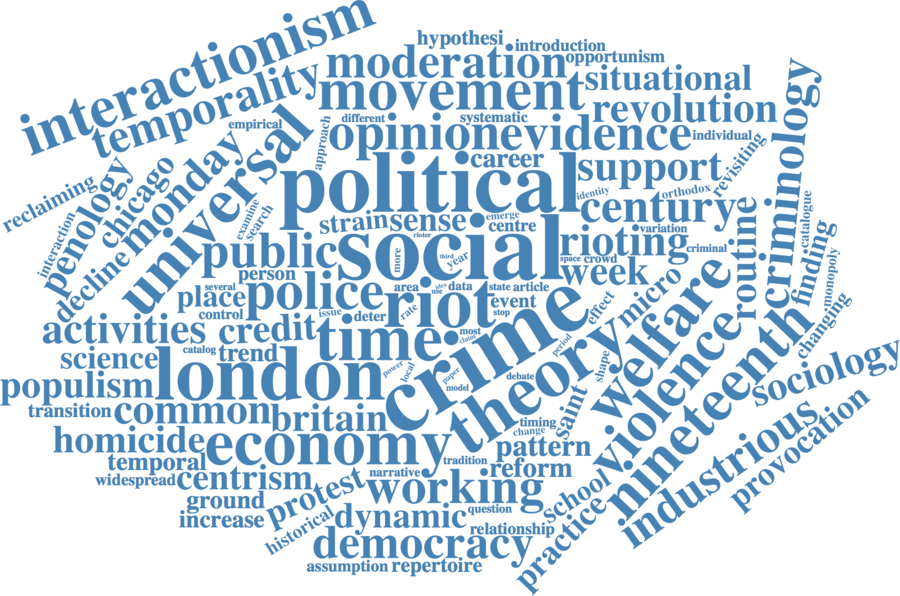 interactionism
hypothesi
introduction
moderation
opportunism
temporality
situational
movement
revolution
different
systematic
empirical
approach
opinion
evidence
individual
criminology
universal
career
support
revisiting
political
identity
orthodox
reclaiming
penology
chicago
monday
examine
search
strain
sense
emerge
centre
century
catalogue
rioter
variation
routine
interaction
public
social
rioting
criminal
finding
more
third
year
space
crowd
decline
person
week
monopoly
several
place
police
area
idea
use
data
state
article
micro
control
issue
deter
rate
riot
event
stop
effect
changing
activities
credit
time
crime
welfare
most
claim
science
catalog
trend
theory
period
shape
violence
nineteenth
sociology
populism
london
power
local
paper
model
debate
transition
common
britain
saint
timing
change
homicide
economy
pattern
industrious
provocation
temporal
tradition
reform
widespread
centrism
narrative
working
school
ground
protest
question
practice
increase
historical
dynamic
relationship
democracy
assumption
repertoire